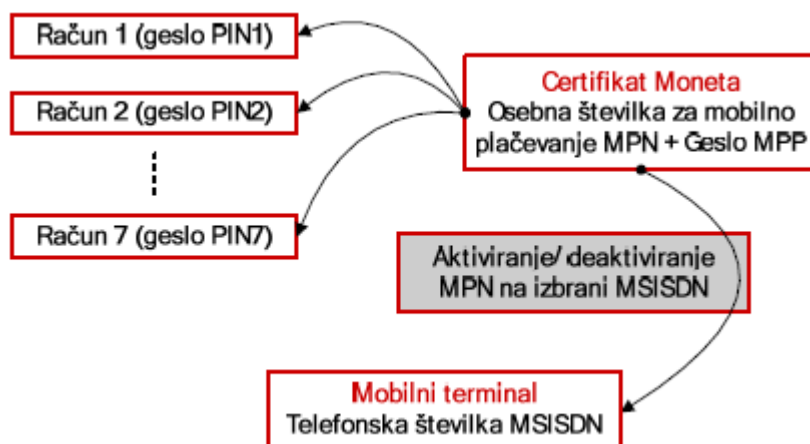 Račun 1 (geslo PIN1)
Račun 2 (geslo PIN2)
Račun 7 (geslo PIN7)
Certifikat Moneta
Osebna številka za mobilno
plačevanje MPN + Geslo MPP
Aktiviranje/ deaktiviranje
MPN na izbrani MSISDN
Mobilni terminal
Telefonska številka MSISDN